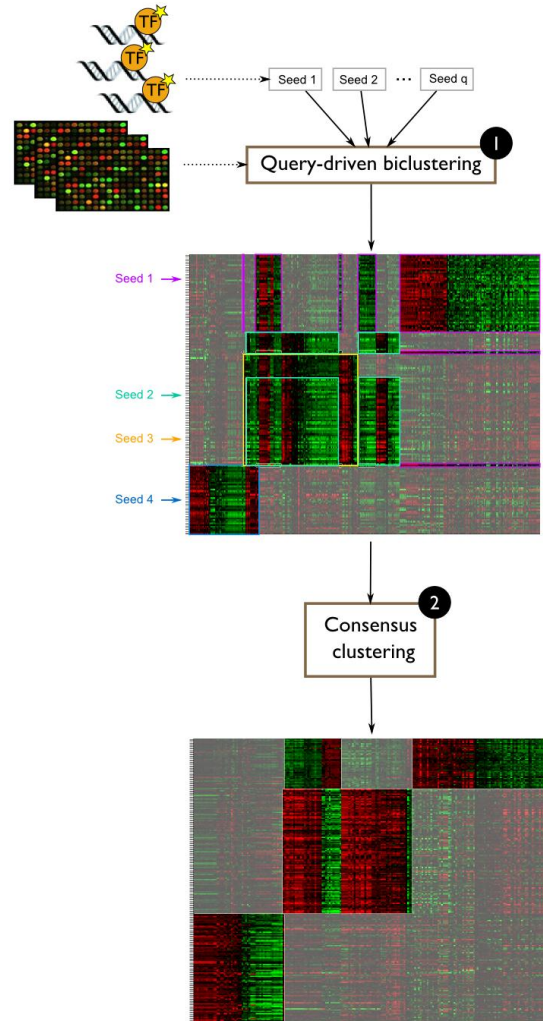 TF
TF
TF
Seed 1
Seed 2
...
Seed q
Query-driven biclustering
1
Seed 1
Seed 2
Seed 3
Seed 4
2
Consensus
clustering